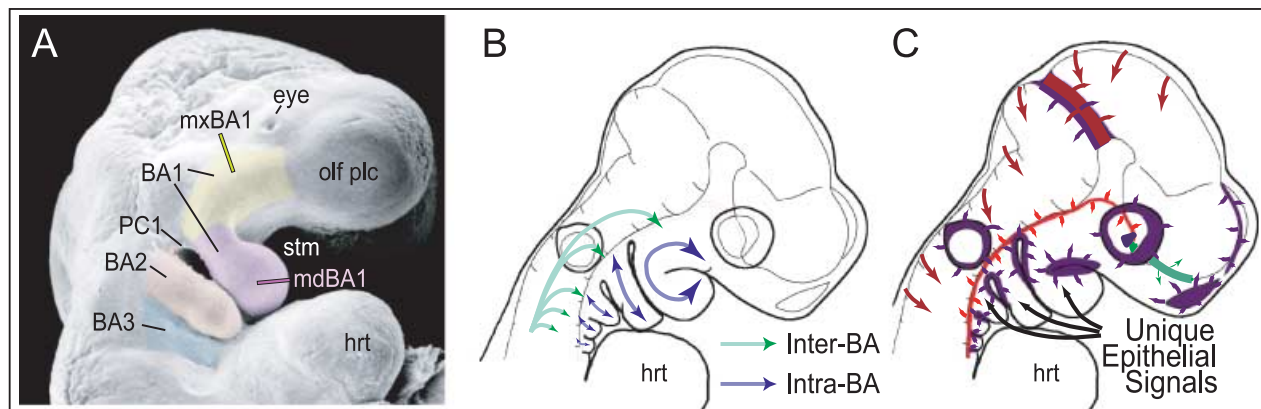 A
eye
mxBA1
BA1
olf plc
PC1
stm
BA2
mdBA1
BA3
hrt
B
hrt
Inter-BA
Intra-BA
C
hrt
Unique
Epithelial
Signals